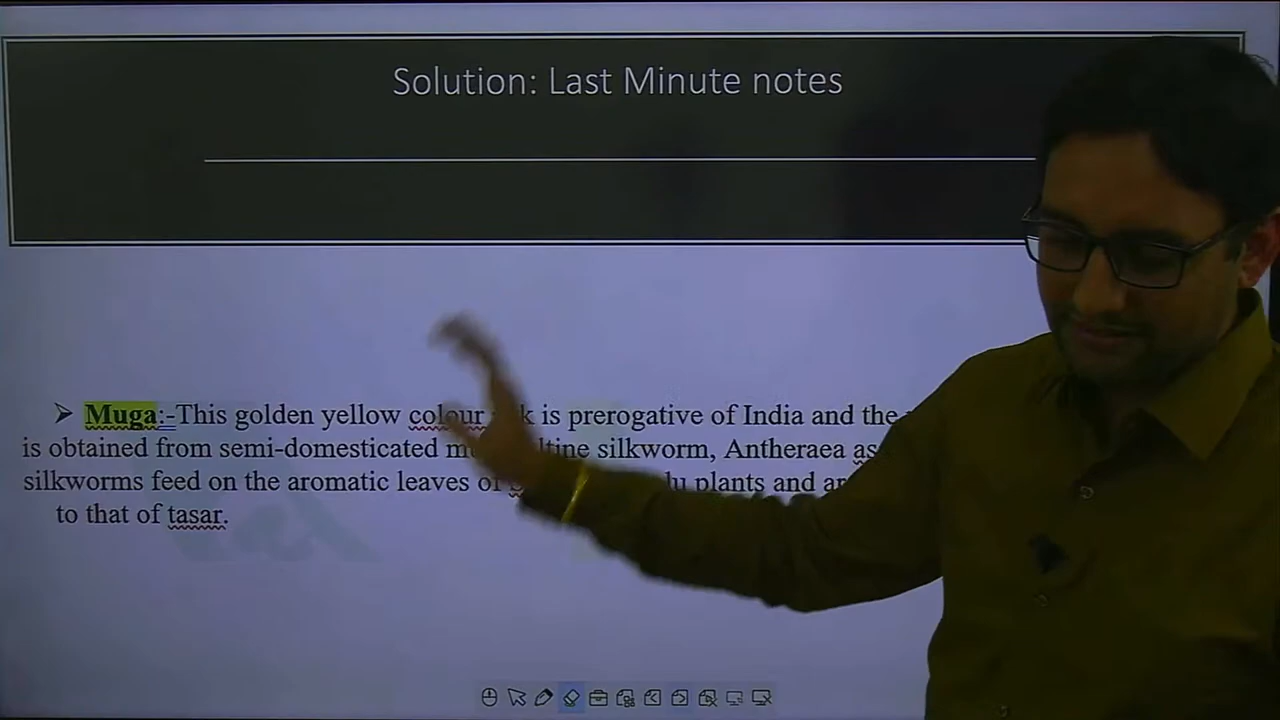 Solution: Last Minute notes
➢ Muga:-This golden yellow colour is prerogative of India and the
is obtained from semi-domesticated silkworm, Antheraea
silkworms feed on the aromatic leaves of plants and
to that of tasar.